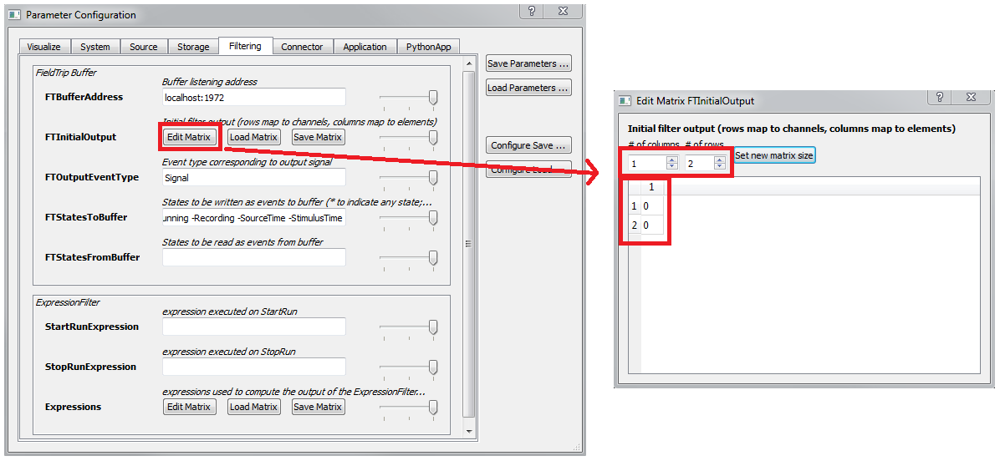 Parameter Configuration
Visualize System Source Storage Filtering Connector Application PythonApp
FieldTrip Buffer
Buffer listening address
FTBufferAddress localhost:1972
Initial filter output (rows map to channels, columns map to elements)
FTInitialOutput Edit Matrix Load Matrix Save Matrix
Event type corresponding to output signal
FTOutputEventType Signal
States to be written as events to buffer (* to indicate any state;...
FTStatesToBuffer unning -Recording -SourceTime -StimulusTime
States to be read as events from buffer
FTStatesFromBuffer
ExpressionFilter
expression executed on StartRun
StartRunExpression
expression executed on StopRun
StopRunExpression
expressions used to compute the output of the ExpressionFilter...
Expressions Edit Matrix Load Matrix Save Matrix
Save Parameters ...
Load Parameters ...
Configure Save ...
Configure Load ...
Edit Matrix FTInitialOutput
Initial filter output (rows map to channels, columns map to elements)
# of columns # of rows
1 2 Set new matrix size
1
1 0
2 0